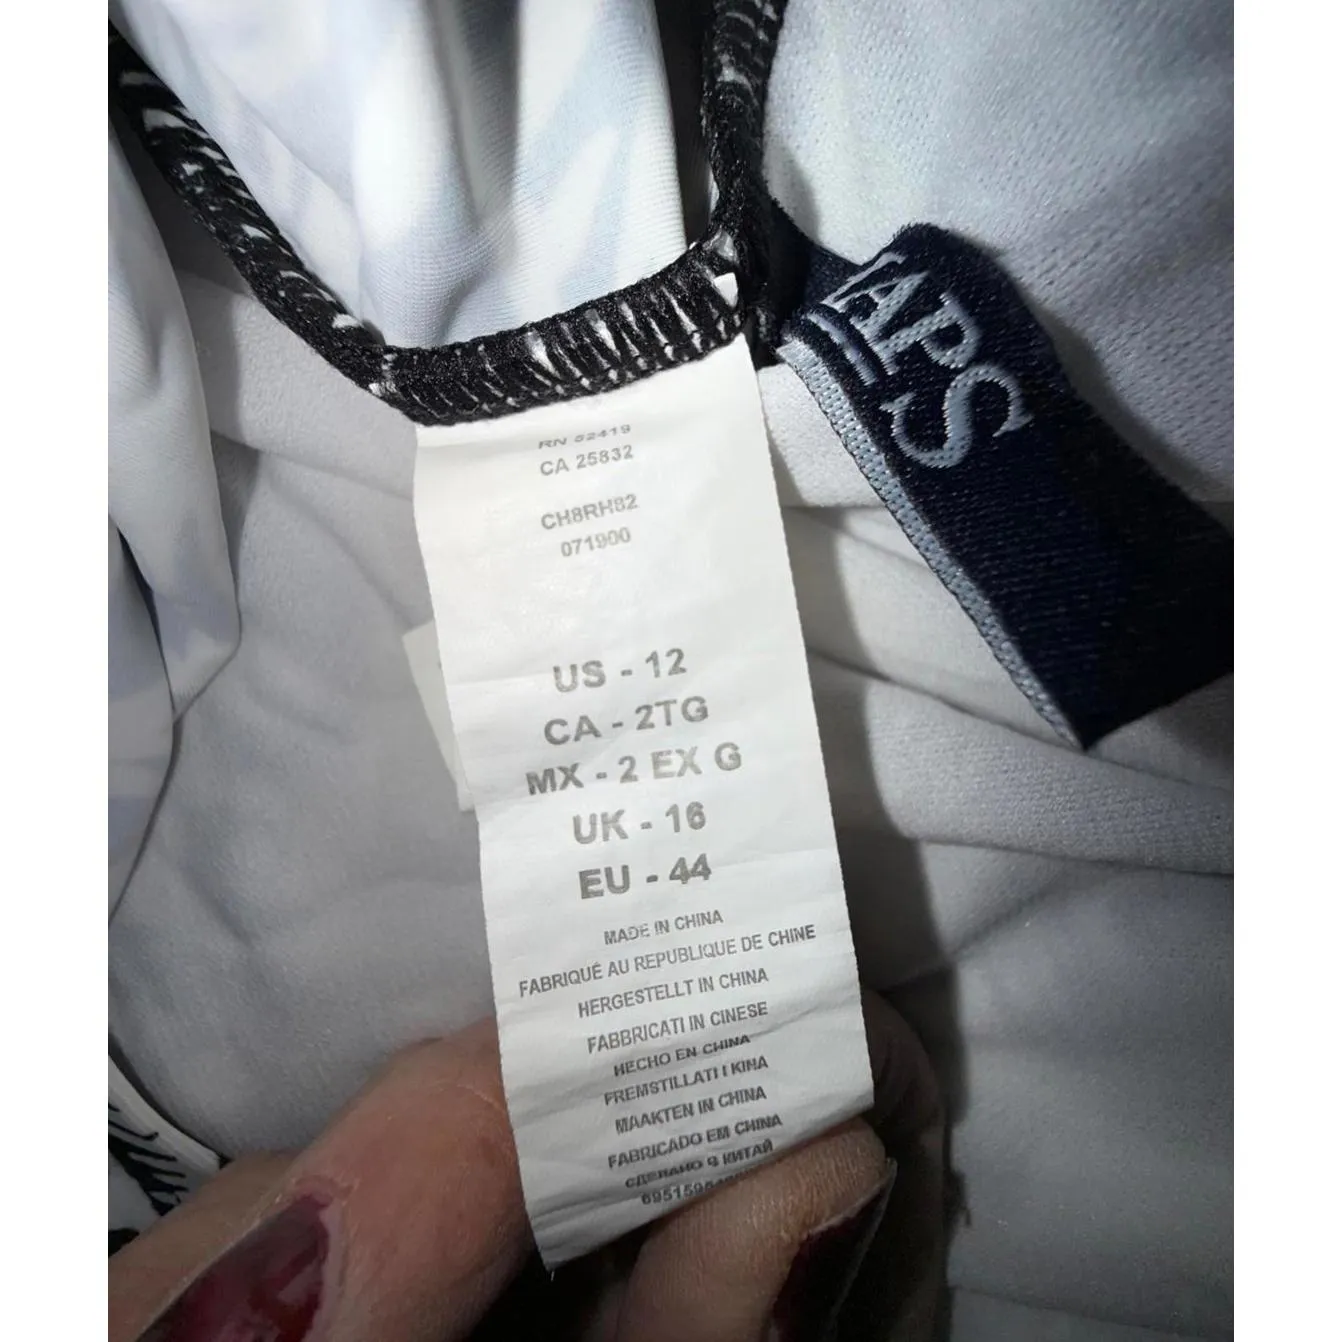 RN 52419
CA 25832
CH8RH82
071900
US - 12
CA - 2TG
MX - 2 EX G
UK - 16
EU - 44
MADE IN CHINA
FABRIQUÉ AU REPUBLIQUE DE CHINE
HERGESTELLT IN CHINA
FABBRICATI IN CINESE
HECHO EN CHINA
FREMSTILLATI I KINA
MAAKTEN IN CHINA
FABRICADO EM CHINA
СДЕЛАНО В КИТАЙ
APS